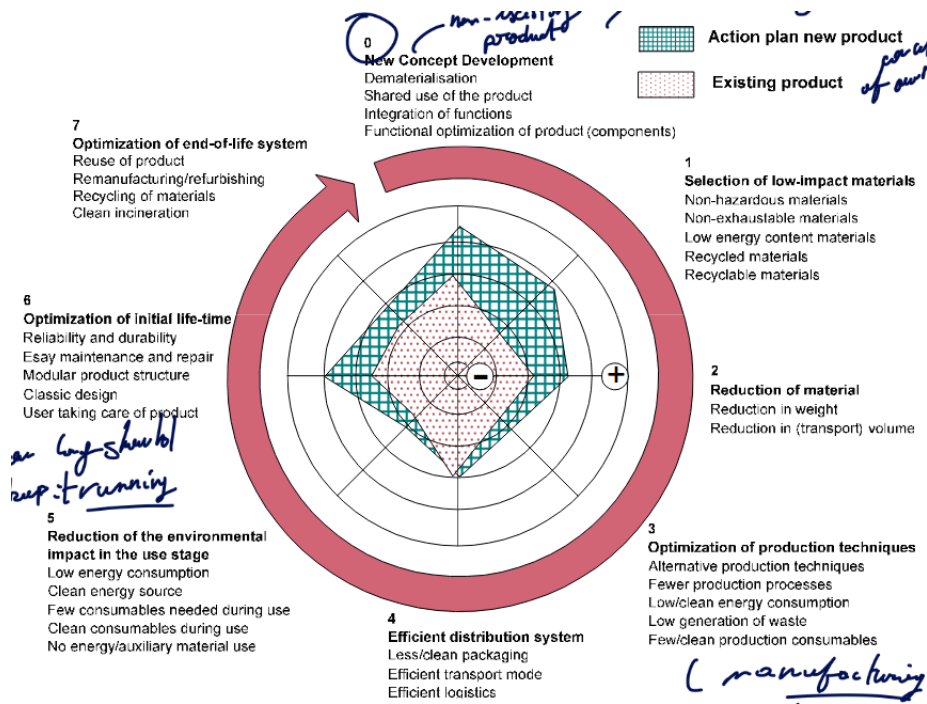 non-existing
product
0
New Concept Development
Dematerialisation
Shared use of the product
Integration of functions
Functional optimization of product (components)
Action plan new product
Existing product
of
7
Optimization of end-of-life system
Reuse of product
Remanufacturing/refurbishing
Recycling of materials
Clean incineration
1
Selection of low-impact materials
Non-hazardous materials
Non-exhaustable materials
Low energy content materials
Recycled materials
Recyclable materials
6
Optimization of initial life-time
Reliability and durability
Esay maintenance and repair
Modular product structure
Classic design
User taking care of product
long should
running
-
+
2
Reduction of material
Reduction in weight
Reduction in (transport) volume
5
Reduction of the environmental
impact in the use stage
Low energy consumption
Clean energy source
Few consumables needed during use
Clean consumables during use
No energy/auxiliary material use
4
Efficient distribution system
Less/clean packaging
Efficient transport mode
Efficient logistics
3
Optimization of production techniques
Alternative production techniques
Fewer production processes
Low/clean energy consumption
Low generation of waste
Few/clean production consumables
( manufacturing